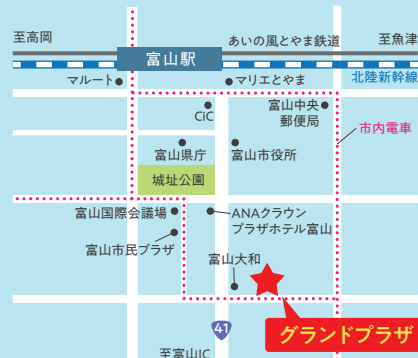 至高岡
あいの風とやま鉄道
至魚津
富山駅
北陸新幹線
マルート
マリエとやま
CiC
富山中央
郵便局
市内電車
富山県庁
富山市役所
城址公園
富山国際会議場
ANAクラウン
プラザホテル富山
富山市民プラザ
富山大和
41
グランドプラザ
至富山IC